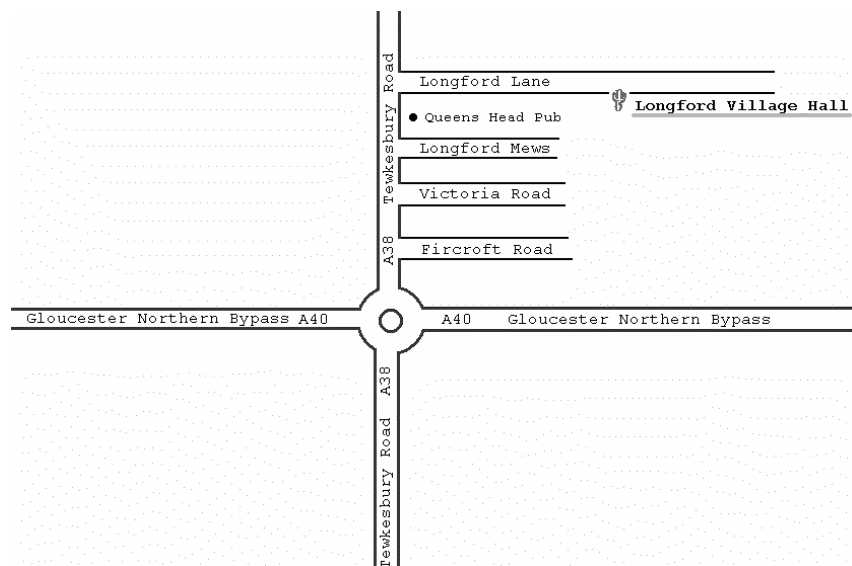 Tewkesbury Road
Longford Lane
Longford Village Hall
Queens Head Pub
Longford Mews
Victoria Road
A38
Fircroft Road
Gloucester Northern Bypass A40
A40 Gloucester Northern Bypass
A38
Tewkesbury Road